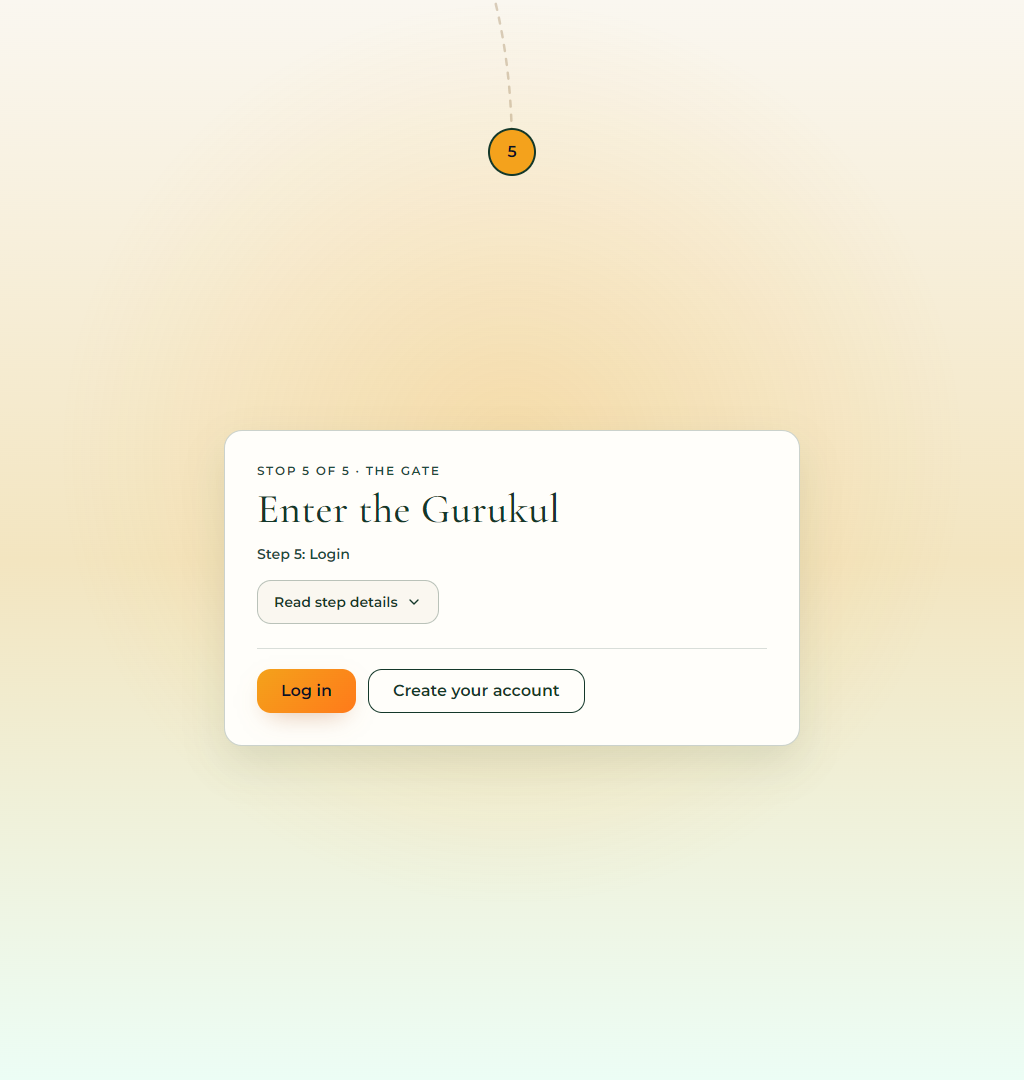 5
STOP 5 OF 5 · THE GATE
Enter the Gurukul
Step 5: Login
Read step details
Log in
Create your account